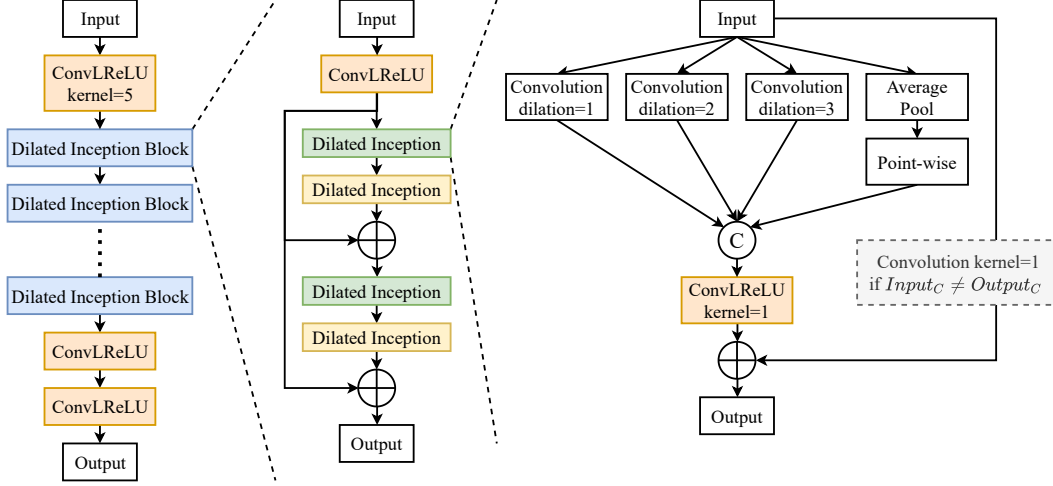 Input
ConvLReLU
kernel=5
Dilated Inception Block
Dilated Inception Block
Dilated Inception Block
ConvLReLU
ConvLReLU
Output
Input
ConvLReLU
Dilated Inception
Dilated Inception
Dilated Inception
Dilated Inception
Output
Input
Convolution
dilation=1
Convolution
dilation=2
Convolution
dilation=3
Average
Pool
Point-wise
C
ConvLReLU
kernel=1
Convolution kernel=1
if Input_C ≠ Output_C
Output